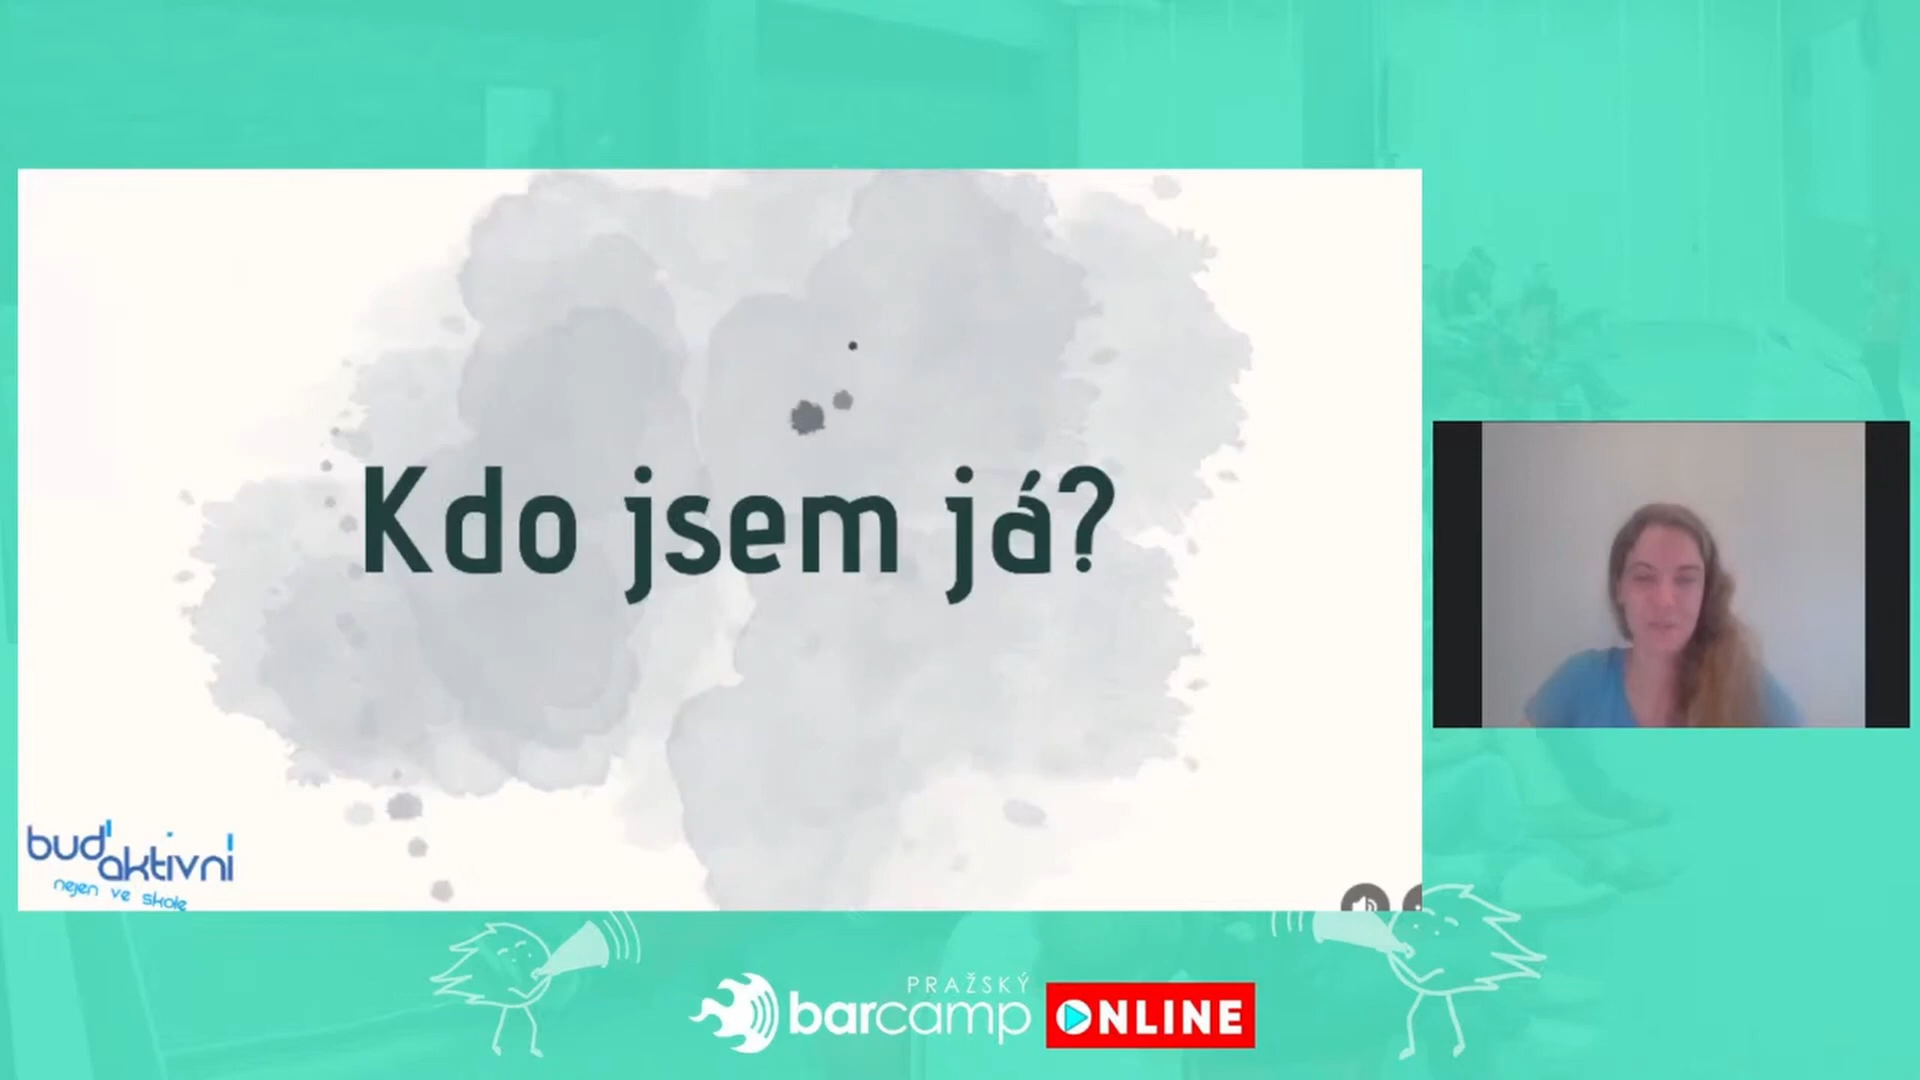 Kdo jsem já?
buď aktivní
nejen ve škole
PRAŽSKÝ
barcamp ONLINE